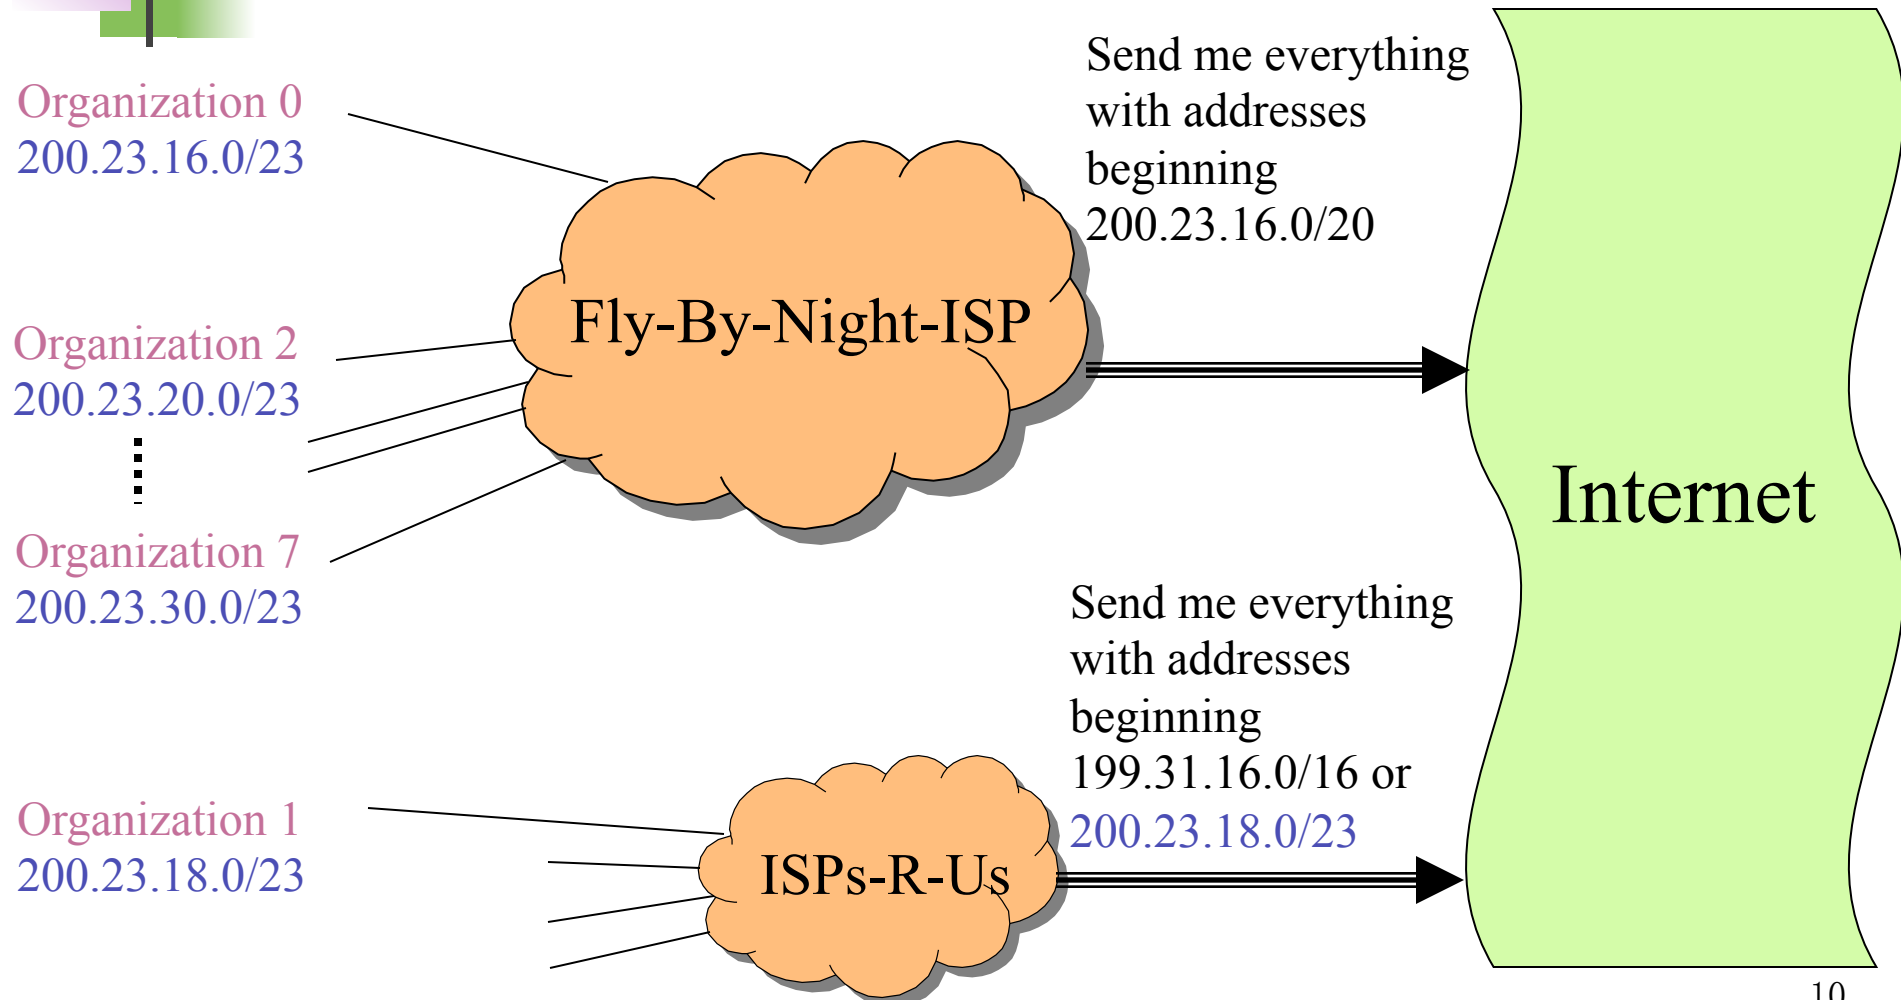 Organization 0
200.23.16.0/23
Organization 2
200.23.20.0/23
Organization 7
200.23.30.0/23
Organization 1
200.23.18.0/23
Fly-By-Night-ISP
ISPs-R-Us
Send me everything
with addresses
beginning
200.23.16.0/20
Send me everything
with addresses
beginning
199.31.16.0/16 or
200.23.18.0/23
Internet
10